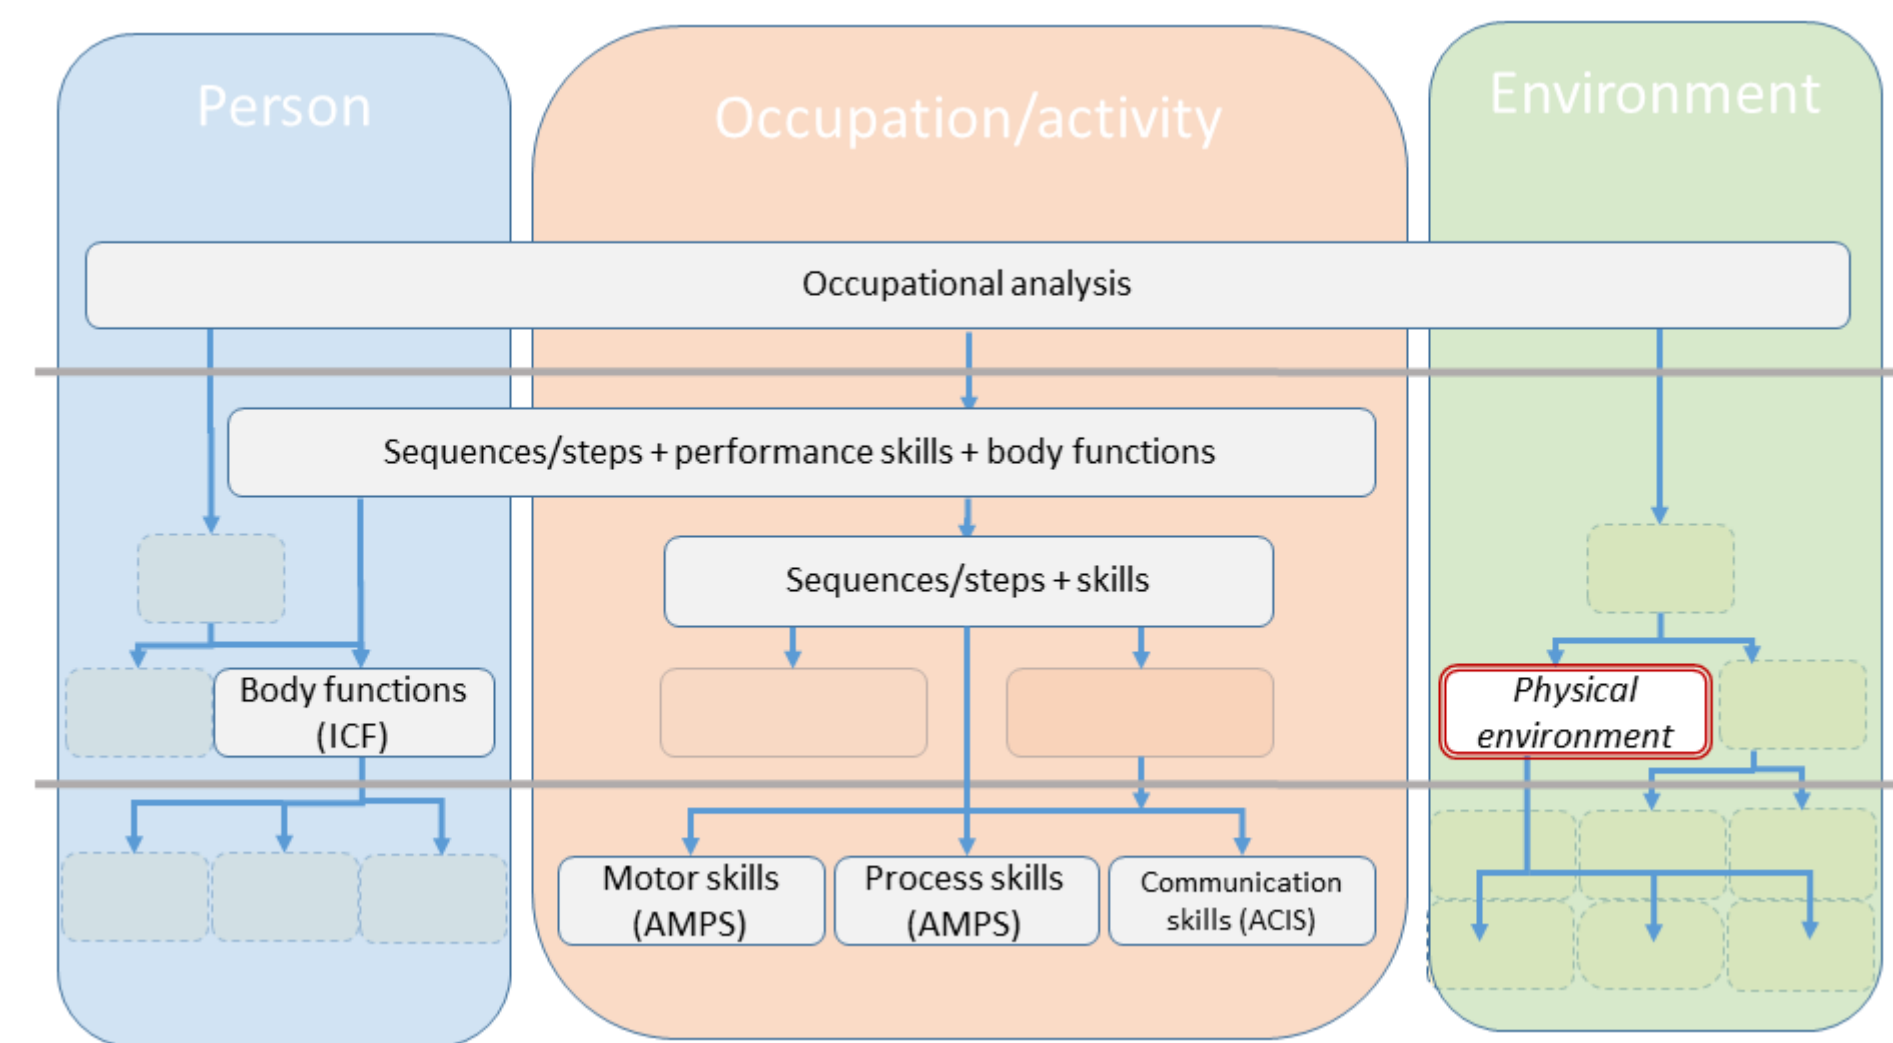 Person
Occupation/activity
Environment
Occupational analysis
Sequences/steps + performance skills + body functions
Sequences/steps + skills
Body functions
(ICF)
Physical
environment
Motor skills
(AMPS)
Process skills
(AMPS)
Communication
skills (ACIS)